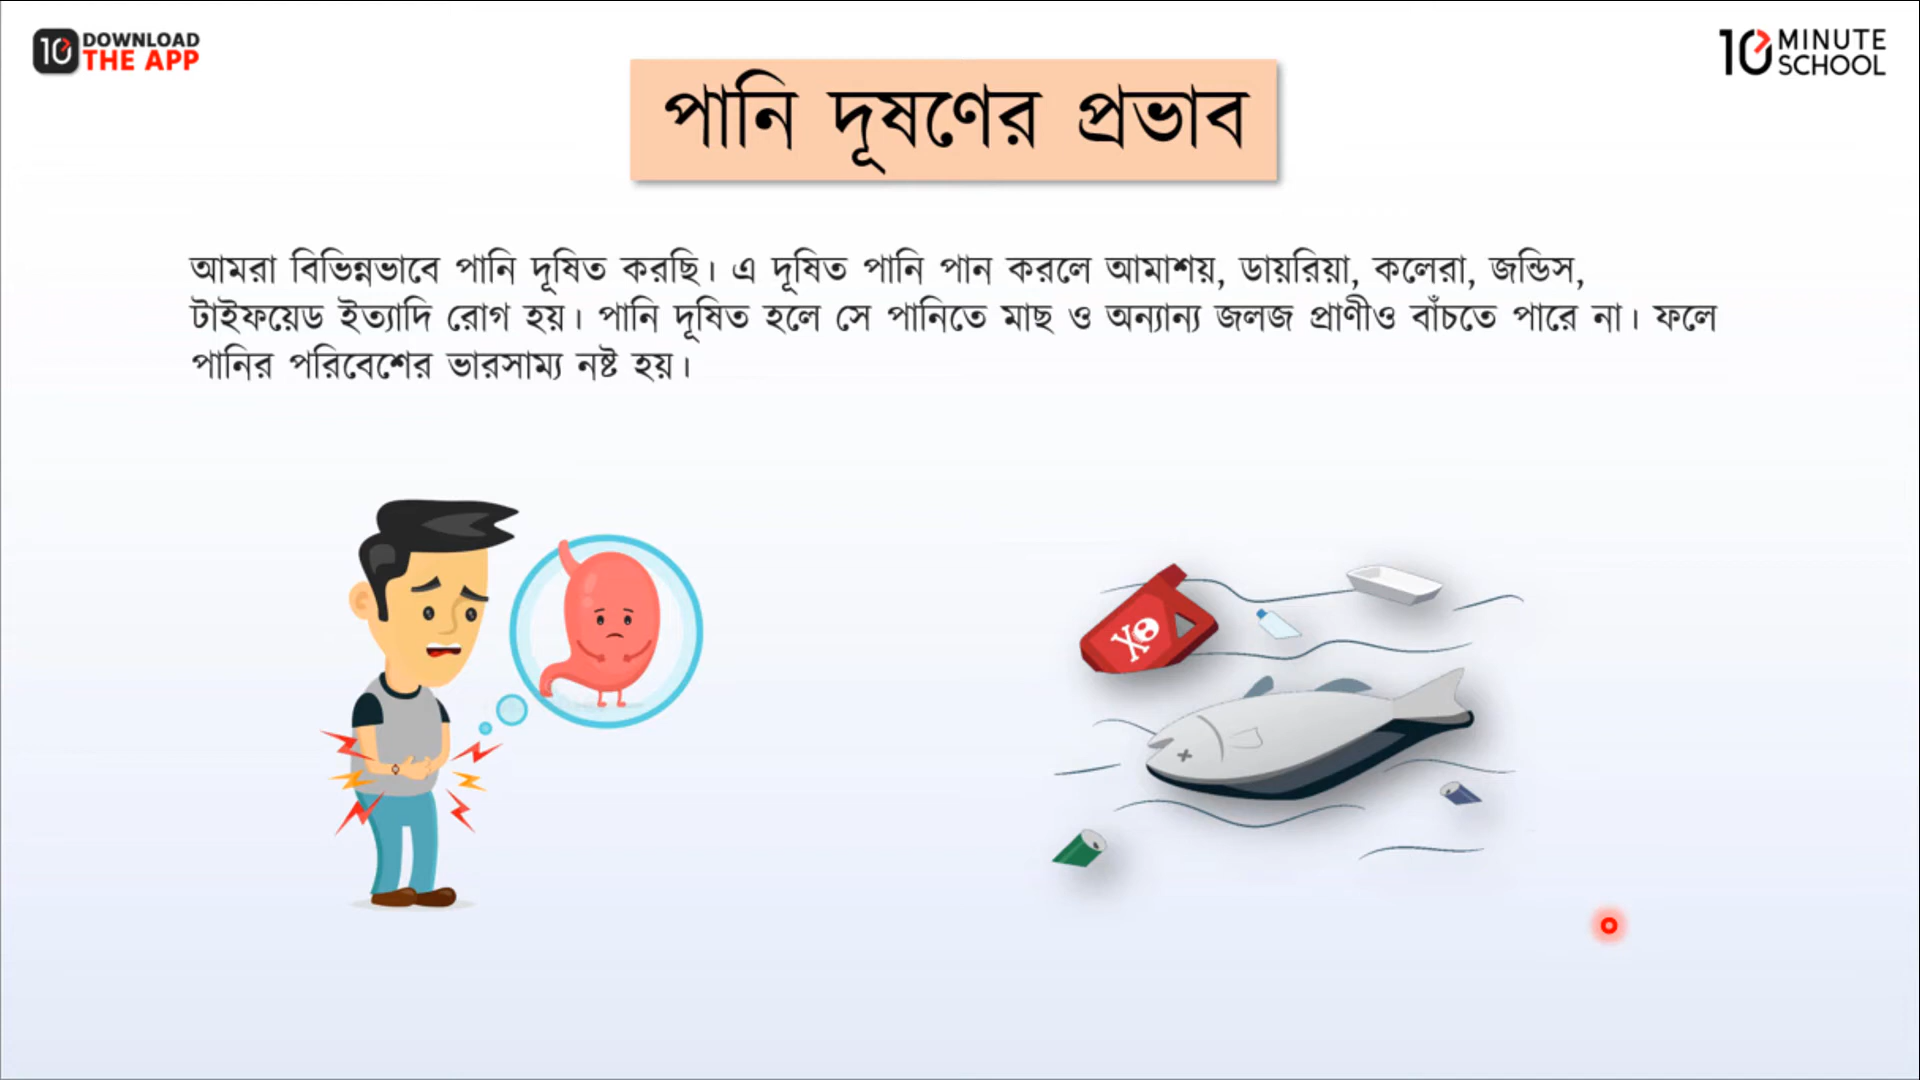 10 DOWNLOAD
THE APP
10 MINUTE
SCHOOL
পানি দূষণের প্রভাব
আমরা বিভিন্নভাবে পানি দূষিত করছি। এ দূষিত পানি পান করলে আমাশয়, ডায়রিয়া, কলেরা, জন্ডিস,
টাইফয়েড ইত্যাদি রোগ হয়। পানি দূষিত হলে সে পানিতে মাছ ও অন্যান্য জলজ প্রাণীও বাঁচতে পারে না। ফলে
পানির পরিবেশের ভারসাম্য নষ্ট হয়।